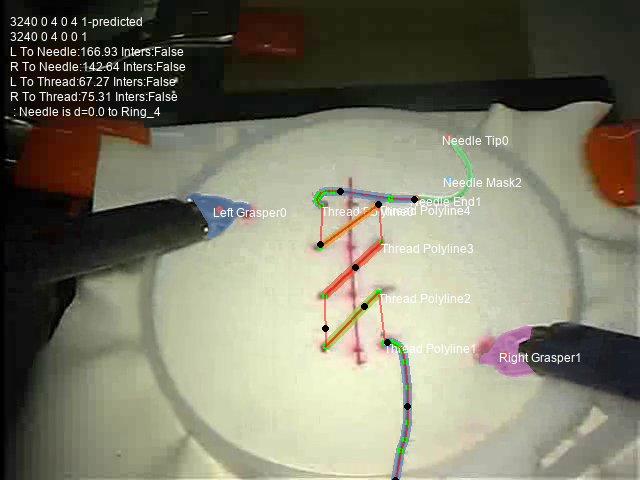 3240 0 4 0 4 1-predicted
3240 0 4 0 0 1
L To Needle:166.93 Inters:False
R To Needle:142.64 Inters:False
L To Thread:67.27 Inters:False
R To Thread:75.31 Inters:False
: Needle is d=0.0 to Ring_4
Needle Tip0
Needle Mask2
Needle End1
Left Grasper0
Thread Polyline4
Thread Polyline3
Thread Polyline2
Thread Polyline1
Right Grasper1